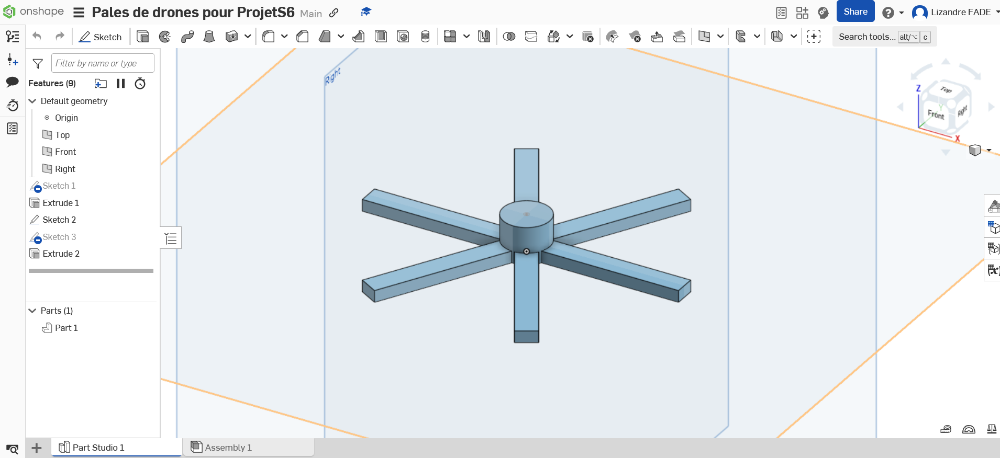 onshape Pales de drones pour ProjetS6 Main Share Lizandre FADE
Sketch Search tools... alt/⌥ c
Filter by name or type
Features (9)
Default geometry
Origin
Top
Front
Right
Sketch 1
Extrude 1
Sketch 2
Sketch 3
Extrude 2
Parts (1)
Part 1
Right
Z
Top
Y
Front
Right
X
(x)
Part Studio 1 Assembly 1